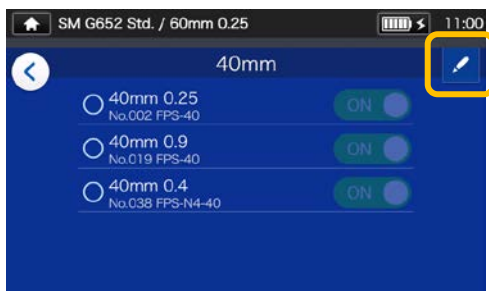 SM G652 Std. / 60mm 0.25 11:00
40mm
40mm 0.25 ON
No.002 FPS-40
40mm 0.9 ON
No.019 FPS-40
40mm 0.4 ON
No.038 FPS-N4-40